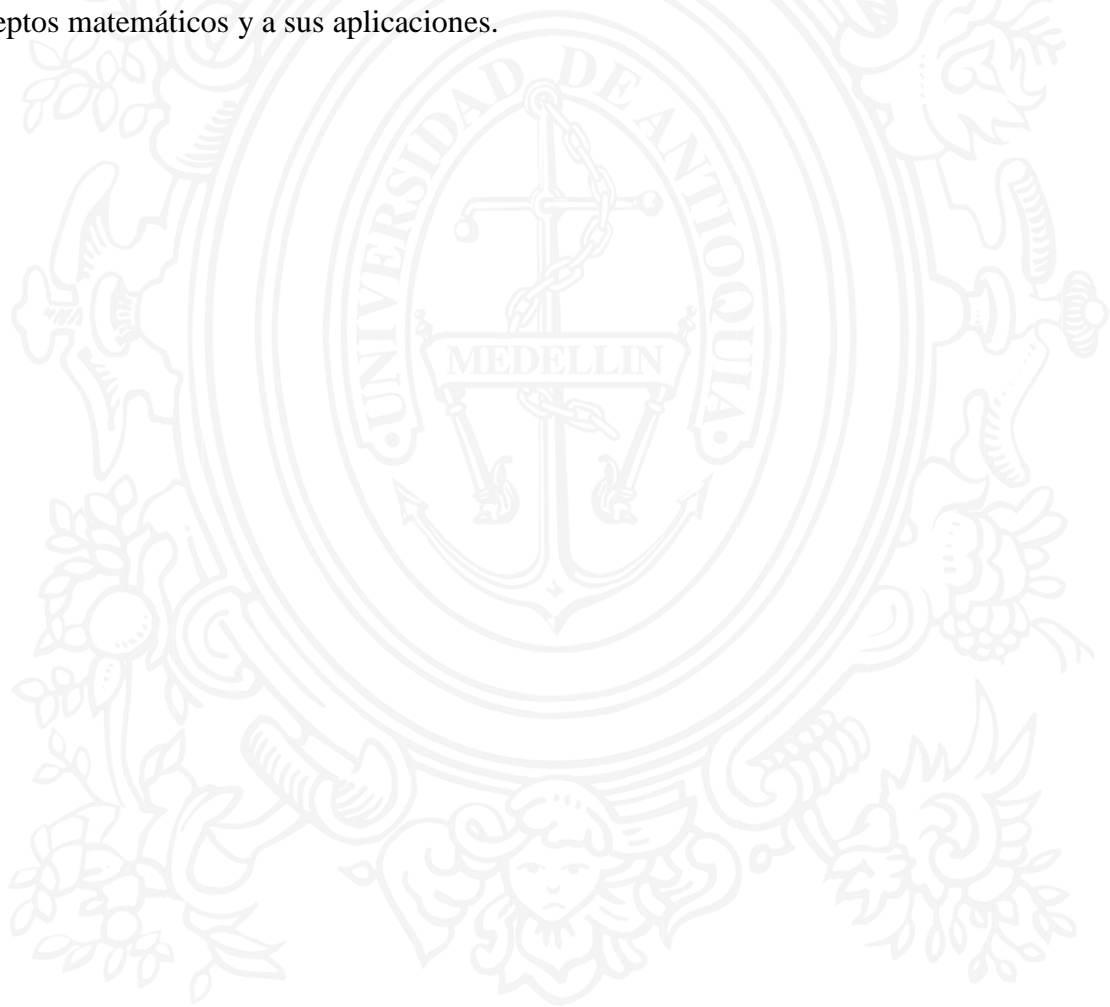 eptos matemáticos y a sus aplicaciones.
UNIVERSIDAD DE ANTIOQUIA
MEDELLIN